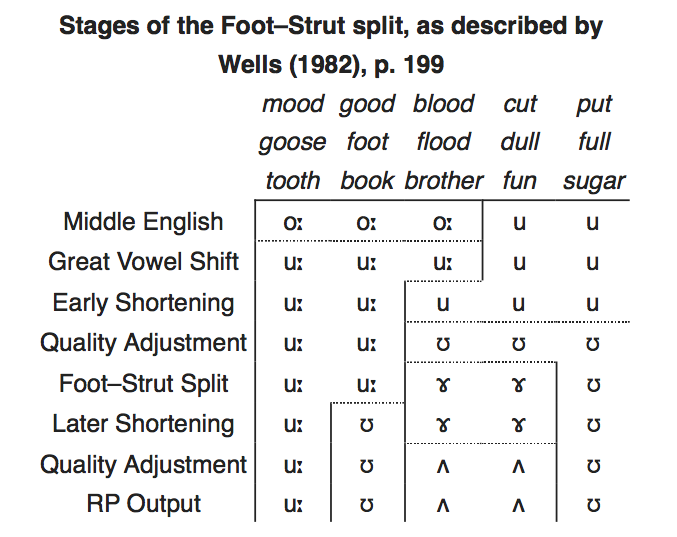 Stages of the Foot–Strut split, as described by
Wells (1982), p. 199
mood good blood cut put
goose foot flood dull full
tooth book brother fun sugar
Middle English oː oː oː u u
Great Vowel Shift uː uː uː u u
Early Shortening uː uː u u u
Quality Adjustment uː uː ʊ ʊ ʊ
Foot–Strut Split uː uː ɤ ɤ ʊ
Later Shortening uː ʊ ɤ ɤ ʊ
Quality Adjustment uː ʊ ʌ ʌ ʊ
RP Output uː ʊ ʌ ʌ ʊ